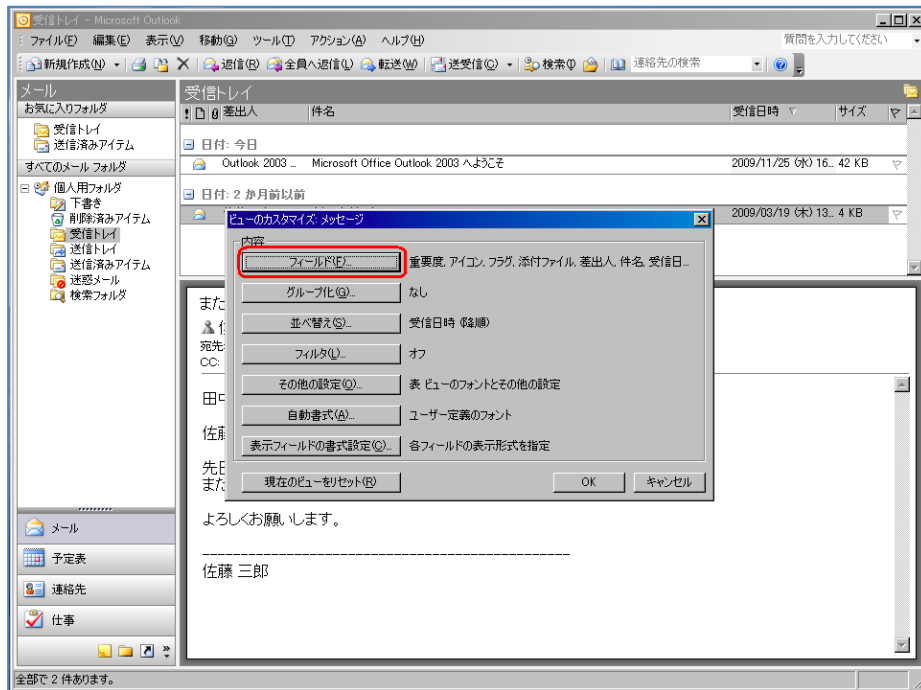 受信トレイ - Microsoft Outlook
ファイル(F) 編集(E) 表示(V) 移動(G) ツール(T) アクション(A) ヘルプ(H) 質問を入力してください
新規作成(N) 返信(R) 全員へ返信(L) 転送(W) 送受信(C) 検索(I) 連絡先の検索
メール
お気に入りフォルダ
受信トレイ
送信済みアイテム
すべてのメール フォルダ
個人用フォルダ
下書き
削除済みアイテム
受信トレイ
送信トレイ
送信済みアイテム
迷惑メール
検索フォルダ
メール
予定表
連絡先
仕事
受信トレイ
差出人 件名 受信日時 サイズ
日付: 今日
Outlook 2003 ... Microsoft Office Outlook 2003 へようこそ 2009/11/25 (水) 16... 42 KB
日付: 2 か月前以前
2009/03/19 (木) 13... 4 KB
ビューのカスタマイズ: メッセージ
内容
フィールド(F)... 重要度, アイコン, フラグ, 添付ファイル, 差出人, 件名, 受信日...
グループ化(G)... なし
並べ替え(S)... 受信日時 (降順)
フィルタ(L)... オフ
その他の設定(O)... 表 ビューのフォントとその他の設定
自動書式(A)... ユーザー定義のフォント
表示フィールドの書式設定(C)... 各フィールドの表示形式を指定
現在のビューをリセット(R) OK キャンセル
また
宛先:
CC:
田中
佐藤
先日
また
よろしくお願いします。
佐藤 三郎
全部で 2 件あります。